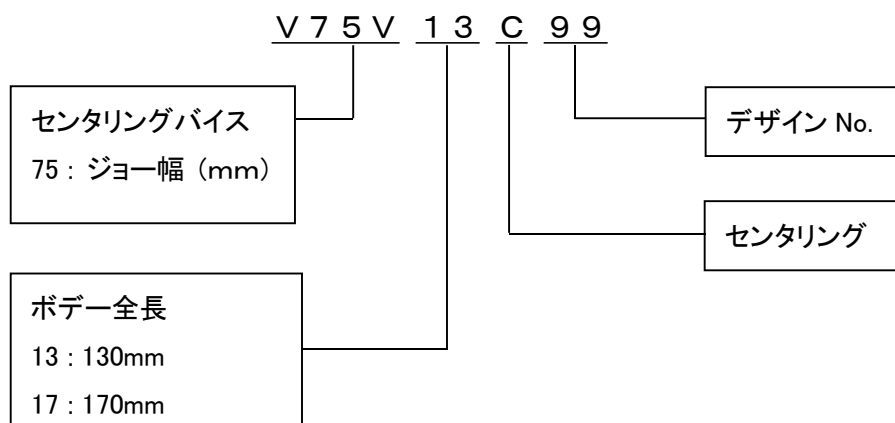 Ｖ７５Ｖ １３ Ｃ ９９
センタリングバイス
75：ジョー幅（ｍｍ）
デザイン No.
センタリング
ボデー全長
13：130mm
17：170mm